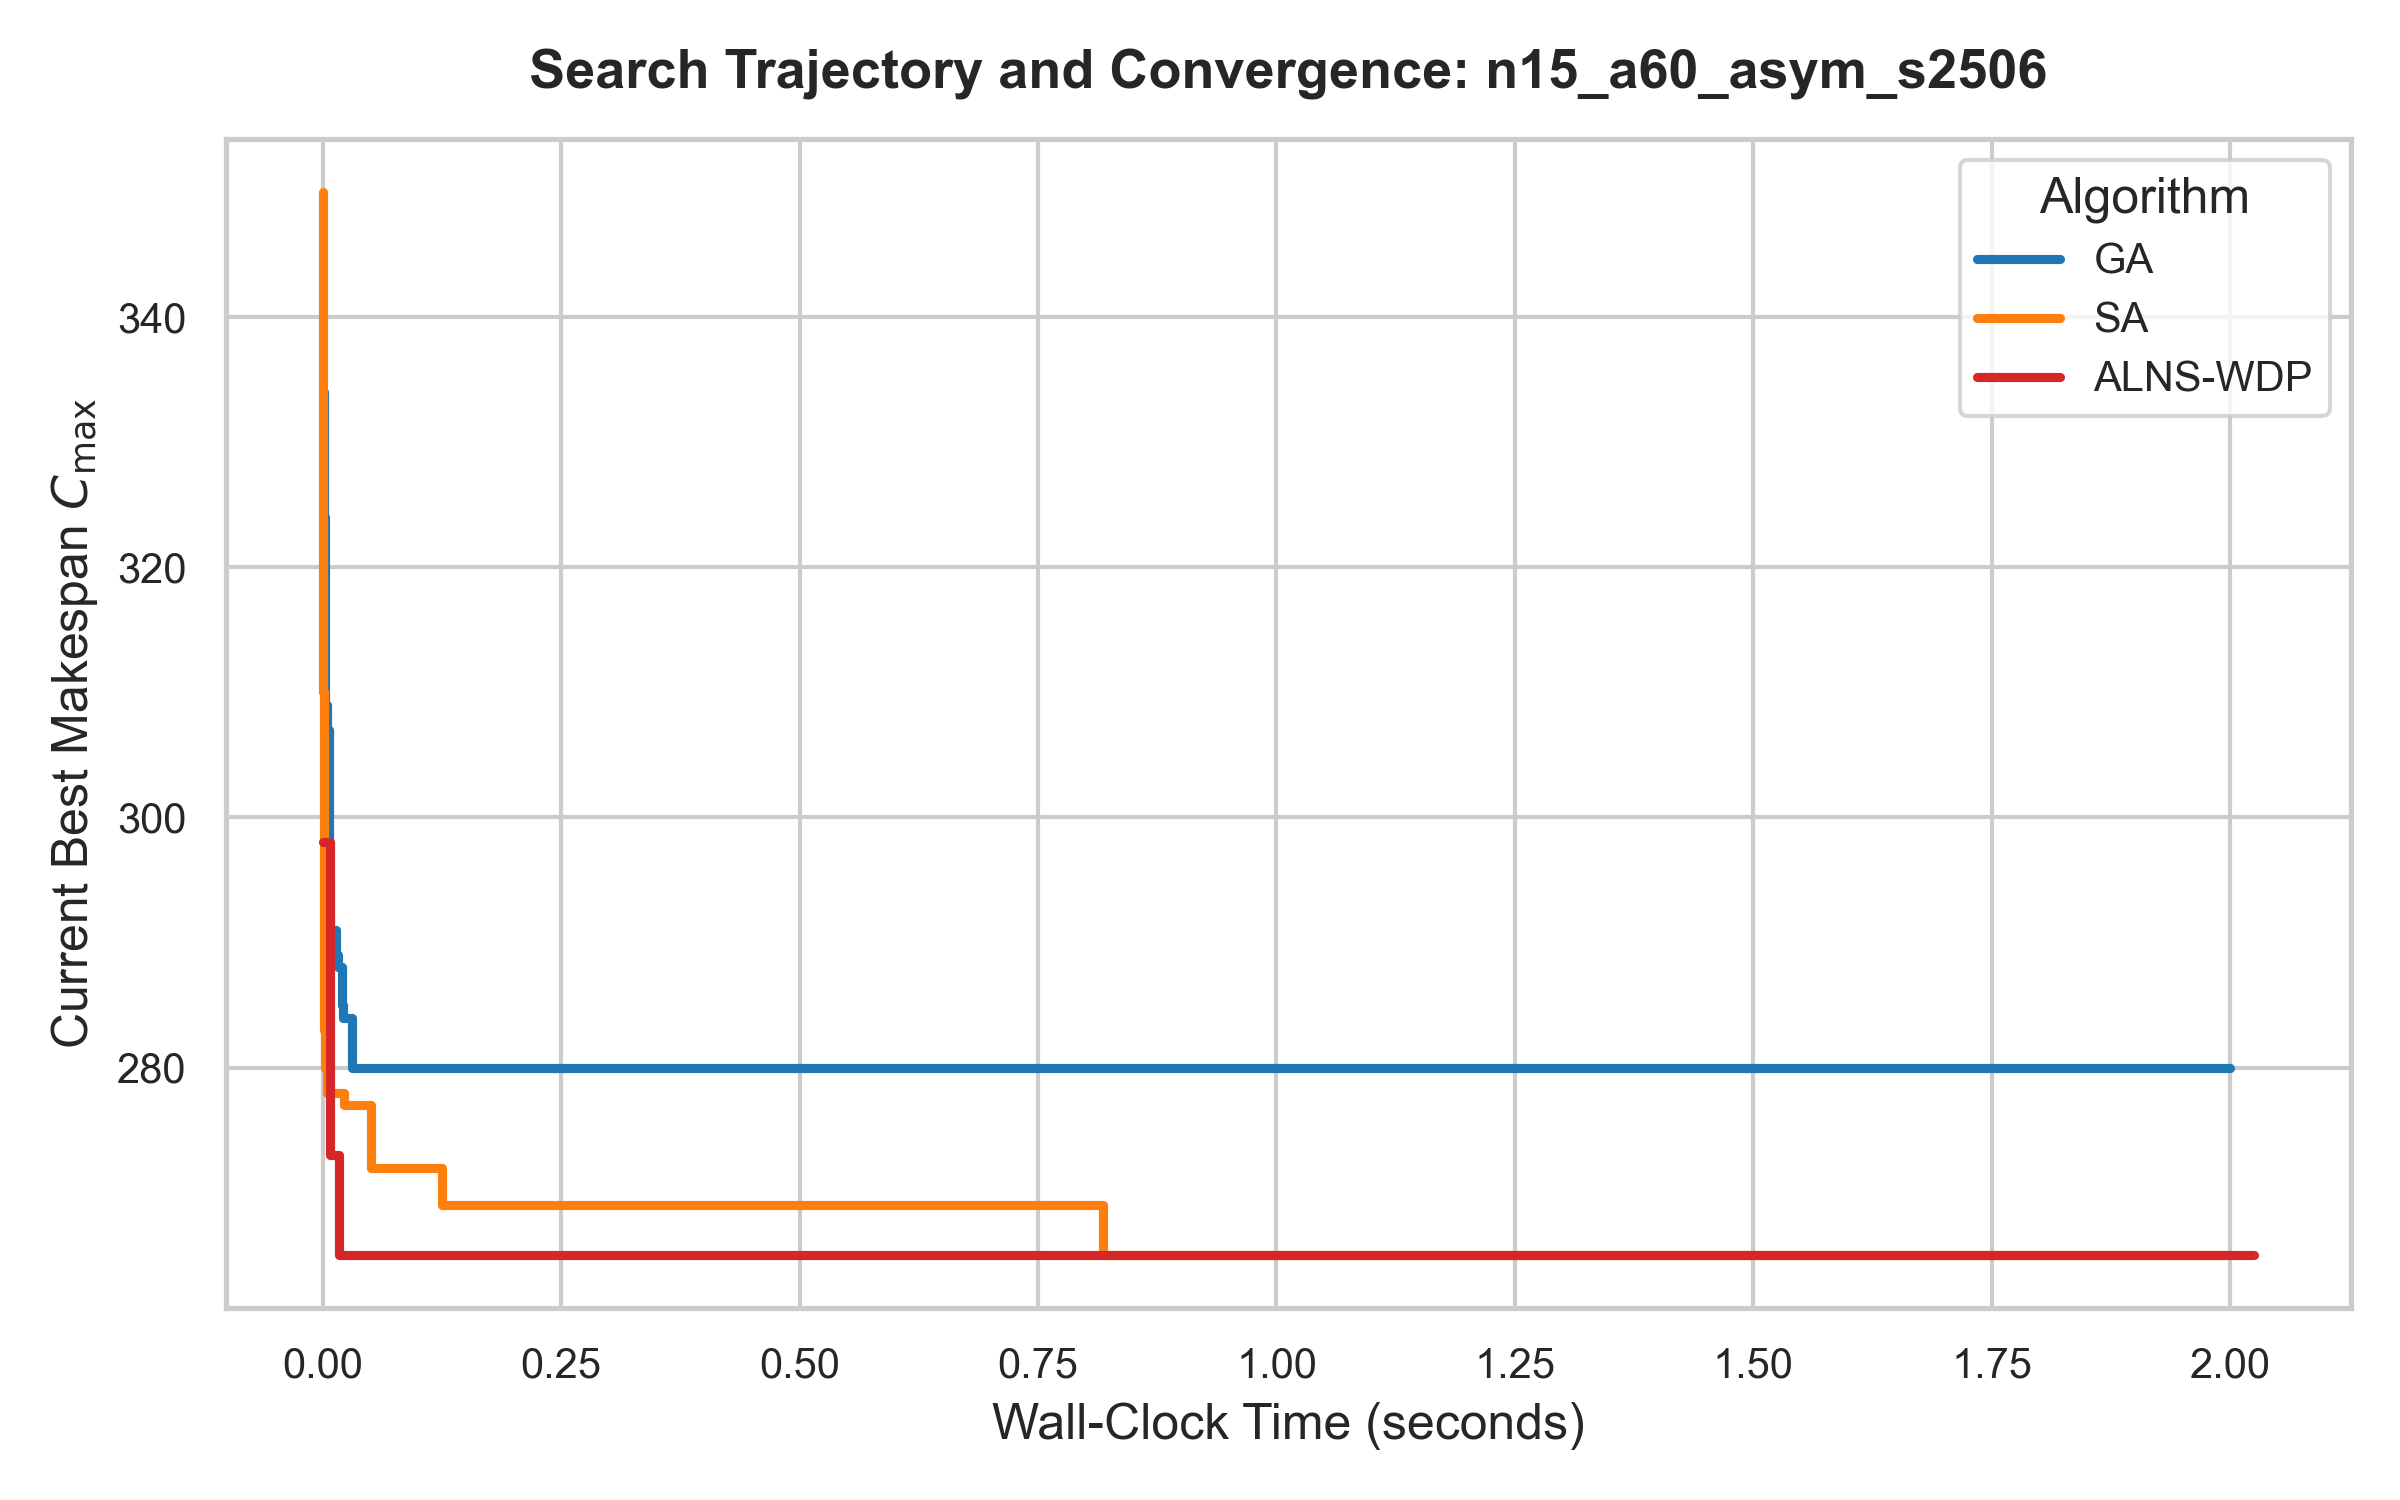 Search Trajectory and Convergence: n15_a60_asym_s2506
Algorithm
GA
SA
ALNS-WDP
Current Best Makespan Cmax
340
320
300
280
0.00 0.25 0.50 0.75 1.00 1.25 1.50 1.75 2.00
Wall-Clock Time (seconds)